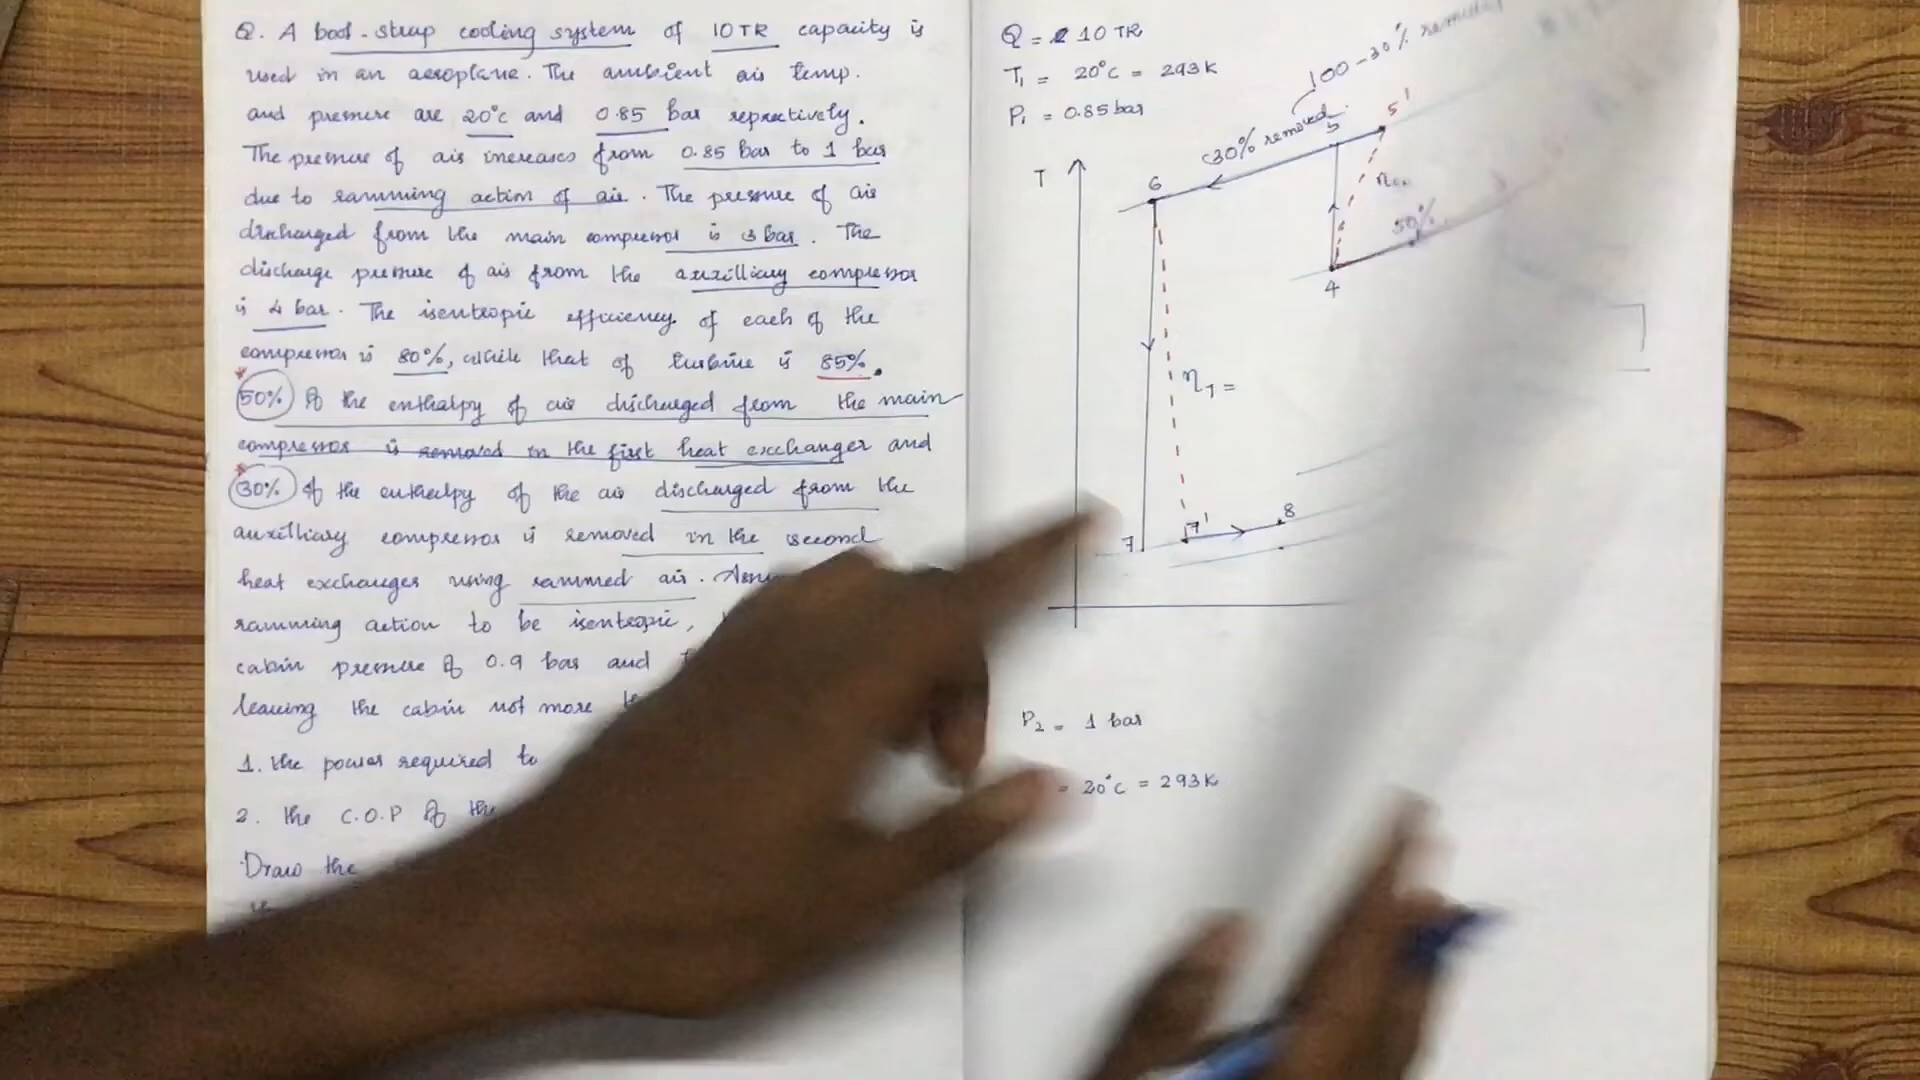 Q. A boot-strap cooling system of 10 TR capacity is
used in an aeroplane. The ambient air temp.
and pressure are 20°C and 0.85 bar reprectively.
The pressure of air increases from 0.85 bar to 1 bar
due to ramming action of air. The pressure of air
discharged from the main compressor is 3 bar. The
discharge pressure of air from the auxilliary compressor
is 4 bar. The isentropic efficiency of each of the
compressor is 80%, while that of turbine is 85%.
50% of the enthalpy of air discharged from the main
compressor is removed in the first heat exchanger and
30% of the enthalpy of the air discharged from the
auxilliary compressor is removed in the second
heat exchanger using rammed air.
ramming action to be isentropic,
cabin pressure of 0.9 bar and
leaving the cabin not more
1. the power required to
2. the C.O.P of the
Draw the
Q = 10 TR
T1 = 20°C = 293 K
P1 = 0.85 bar
100-30%
30% removed
T
5'
5
6
50%
4
ηT =
7
7'
8
P2 = 1 bar
= 20°C = 293K